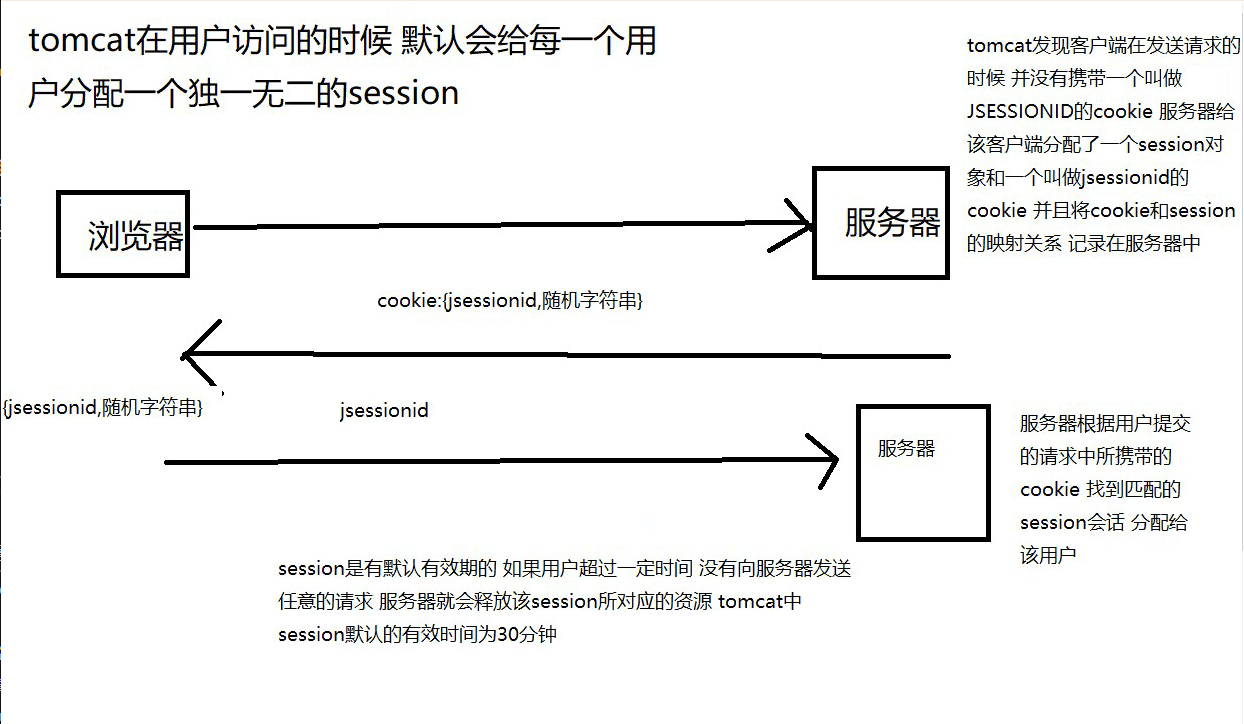 tomcat在用户访问的时候 默认会给每一个用
户分配一个独一无二的session
tomcat发现客户端在发送请求的
时候 并没有携带一个叫做
JSESSIONID的cookie 服务器给
该客户端分配了一个session对
象和一个叫做jsessionid的
cookie 并且将cookie和session
的映射关系 记录在服务器中
浏览器
服务器
cookie:{jsessionid,随机字符串}
{jsessionid,随机字符串}
jsessionid
服务器
服务器根据用户提交
的请求中所携带的
cookie 找到匹配的
session会话 分配给
该用户
session是有默认有效期的 如果用户超过一定时间 没有向服务器发送
任意的请求 服务器就会释放该session所对应的资源 tomcat中
session默认的有效时间为30分钟